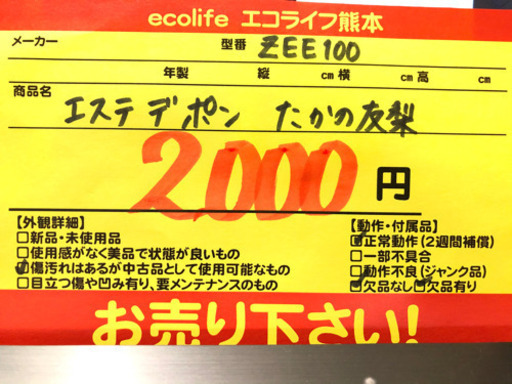 ecolife エコライフ熊本
メーカー 型番 ZEE100
年製 縦 cm 横 cm 高 cm
商品名 エステデポン たかの友梨
2000円
【外観詳細】
□新品・未使用品
□使用感がなく美品で状態が良いもの
☑傷汚れはあるが中古品として使用可能なもの
□目立つ傷や凹み有り、要メンテナンスのもの
【動作・付属品】
☑正常動作(2週間補償)
□一部不具合
☑動作不良(ジャンク品)
☑欠品なし☑欠品有り
お売り下さい!